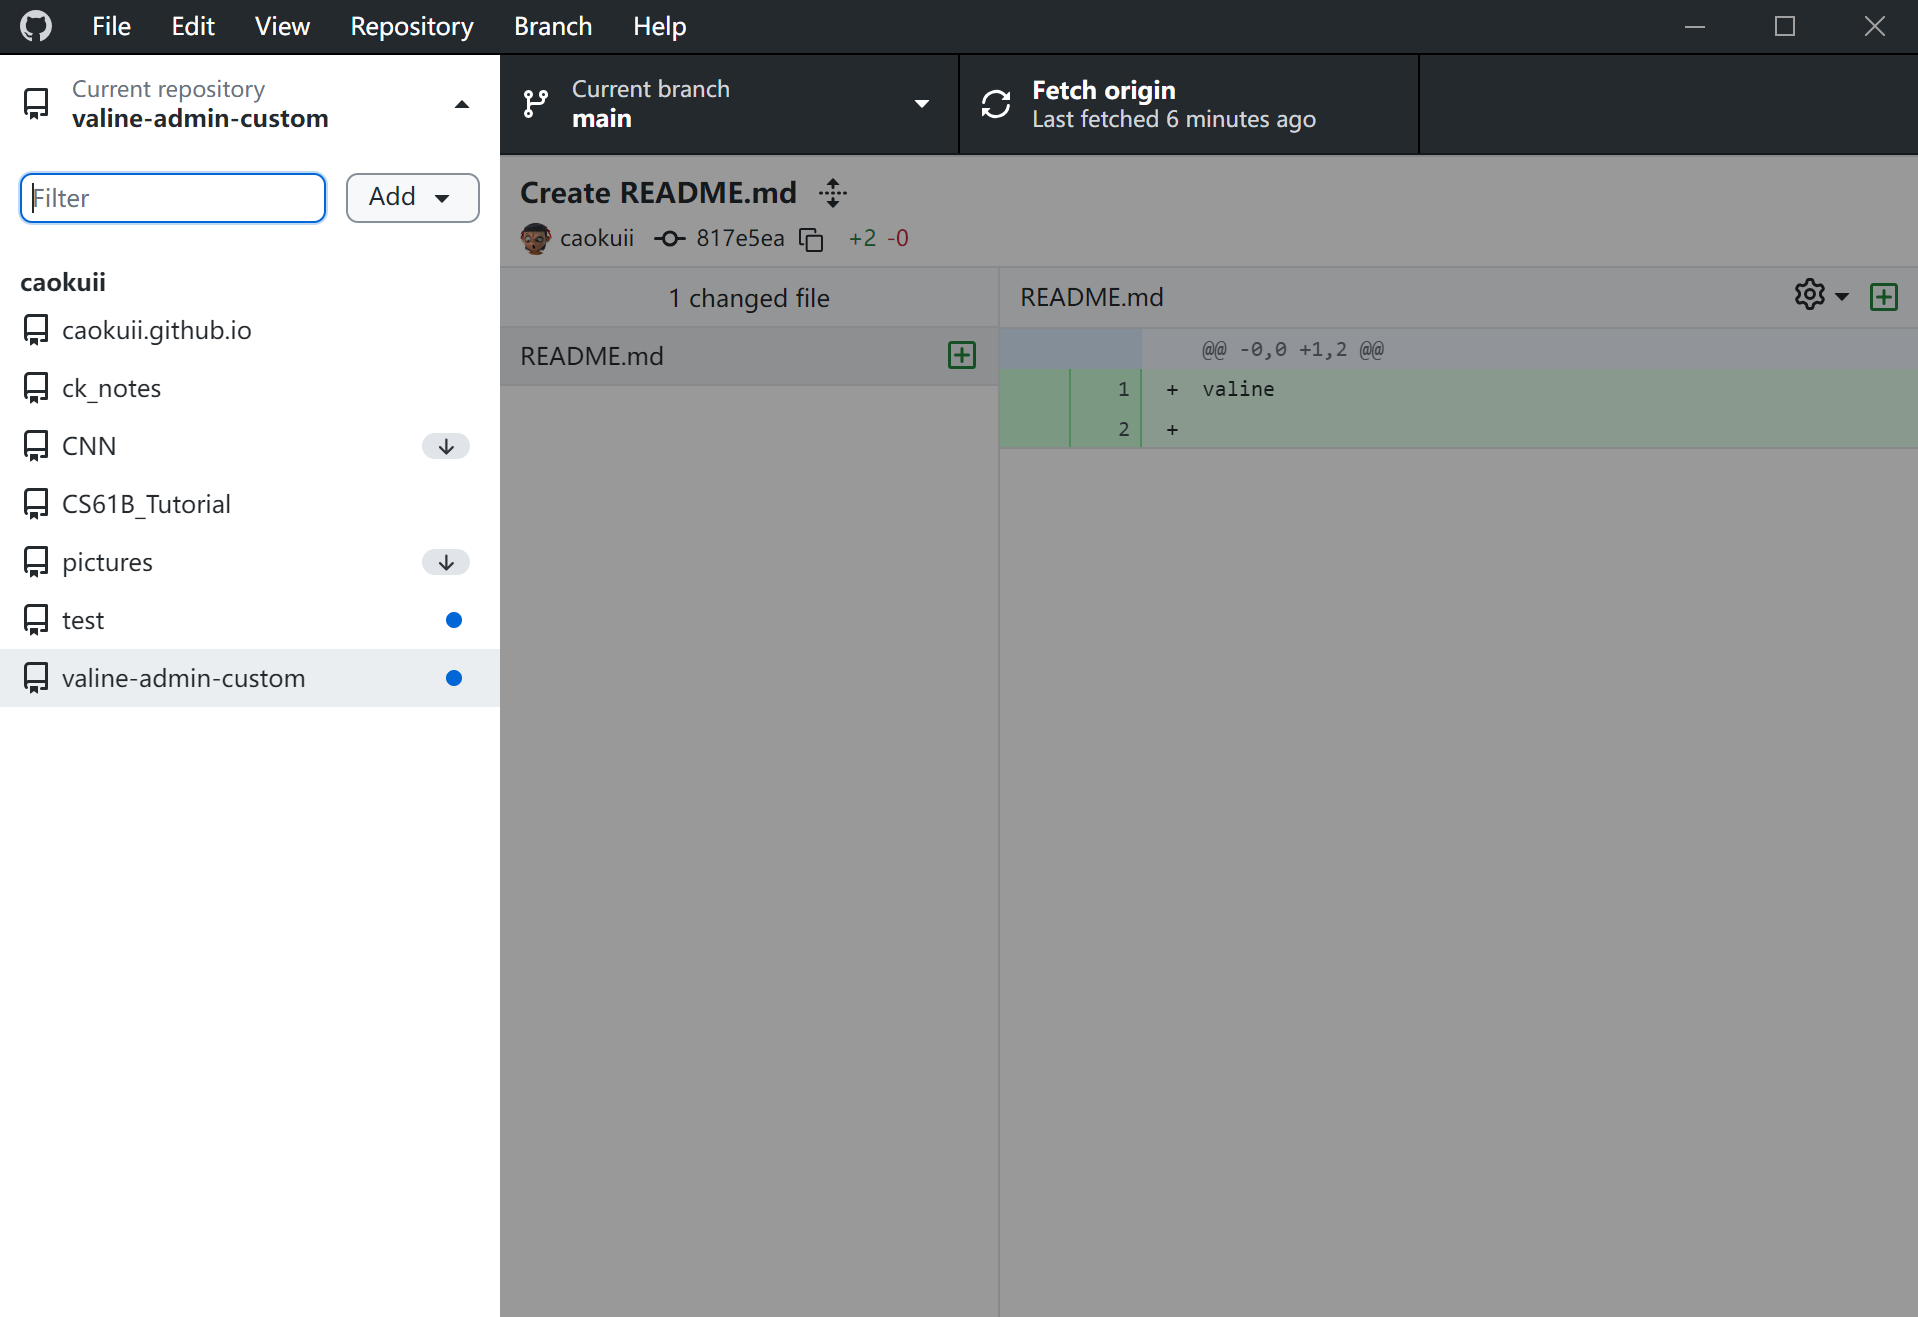 File Edit View Repository Branch Help
Current repository
valine-admin-custom
Current branch
main
Fetch origin
Last fetched 6 minutes ago
Filter
Add
caokuii
caokuii.github.io
ck_notes
CNN
CS61B_Tutorial
pictures
test
valine-admin-custom
Create README.md
caokuii 817e5ea +2 -0
1 changed file
README.md
README.md
@@ -0,0 +1,2 @@
1 + valine
2 +